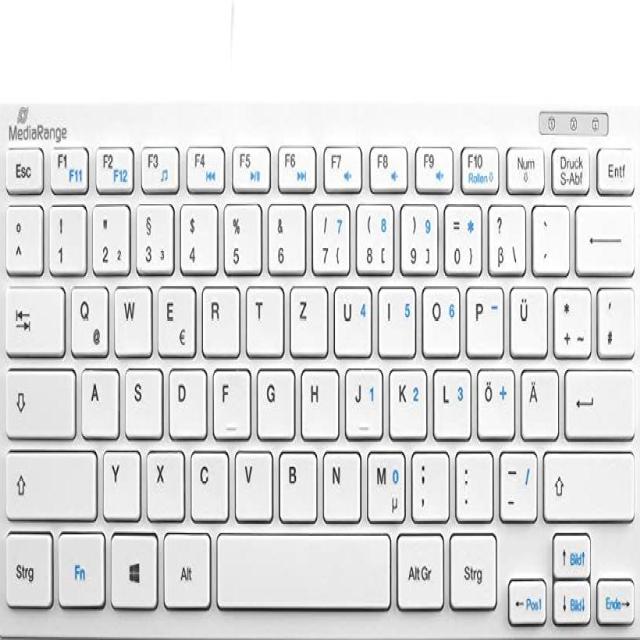 MediaRange
Esc F1 F11 F2 F12 F3 F4 F5 F6 F7 F8 F9 F10 Rollen Num Druck S-Abf Entf
° ^ ! 1 " 2 2 § 3 3 $ 4 % 5 & 6 / 7 7 { ( 8 8 [ ) 9 9 ] = * 0 } ? β \ ` ´
Q @ W E € R T Z U 4 I 5 O 6 P - Ü * + ~ ' #
A S D F G H J 1 K 2 L 3 Ö + Ä
Y X C V B N M 0 µ ; , : . – / -
Strg Fn Alt Alt Gr Strg ← Pos1 ↑ Bild↑ ↓ Bild↓ Ende→